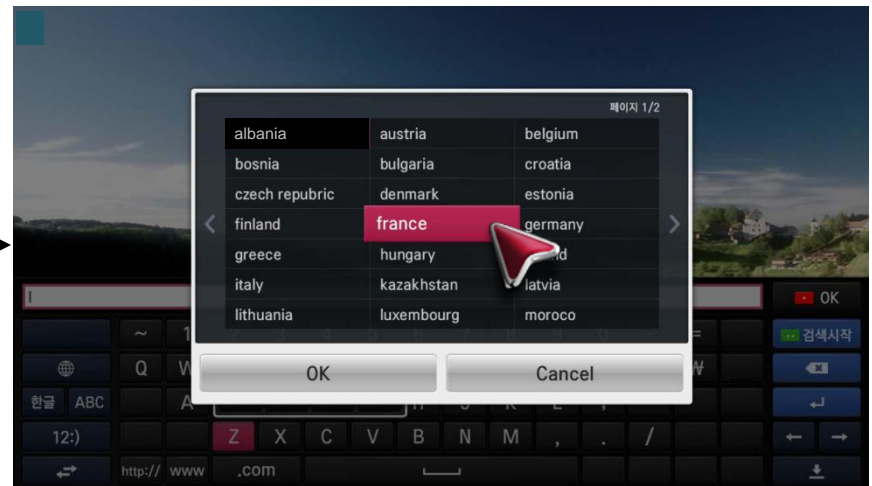 페이지 1/2
albania austria belgium
bosnia bulgaria croatia
czech repubric denmark estonia
finland france germany
greece hungary
italy kazakhstan latvia
lithuania luxembourg moroco
OK Cancel
OK
~ 1 =
검색시작
Q W ₩
한글 ABC A
12:) Z X C V B N M , . /
http:// www .com